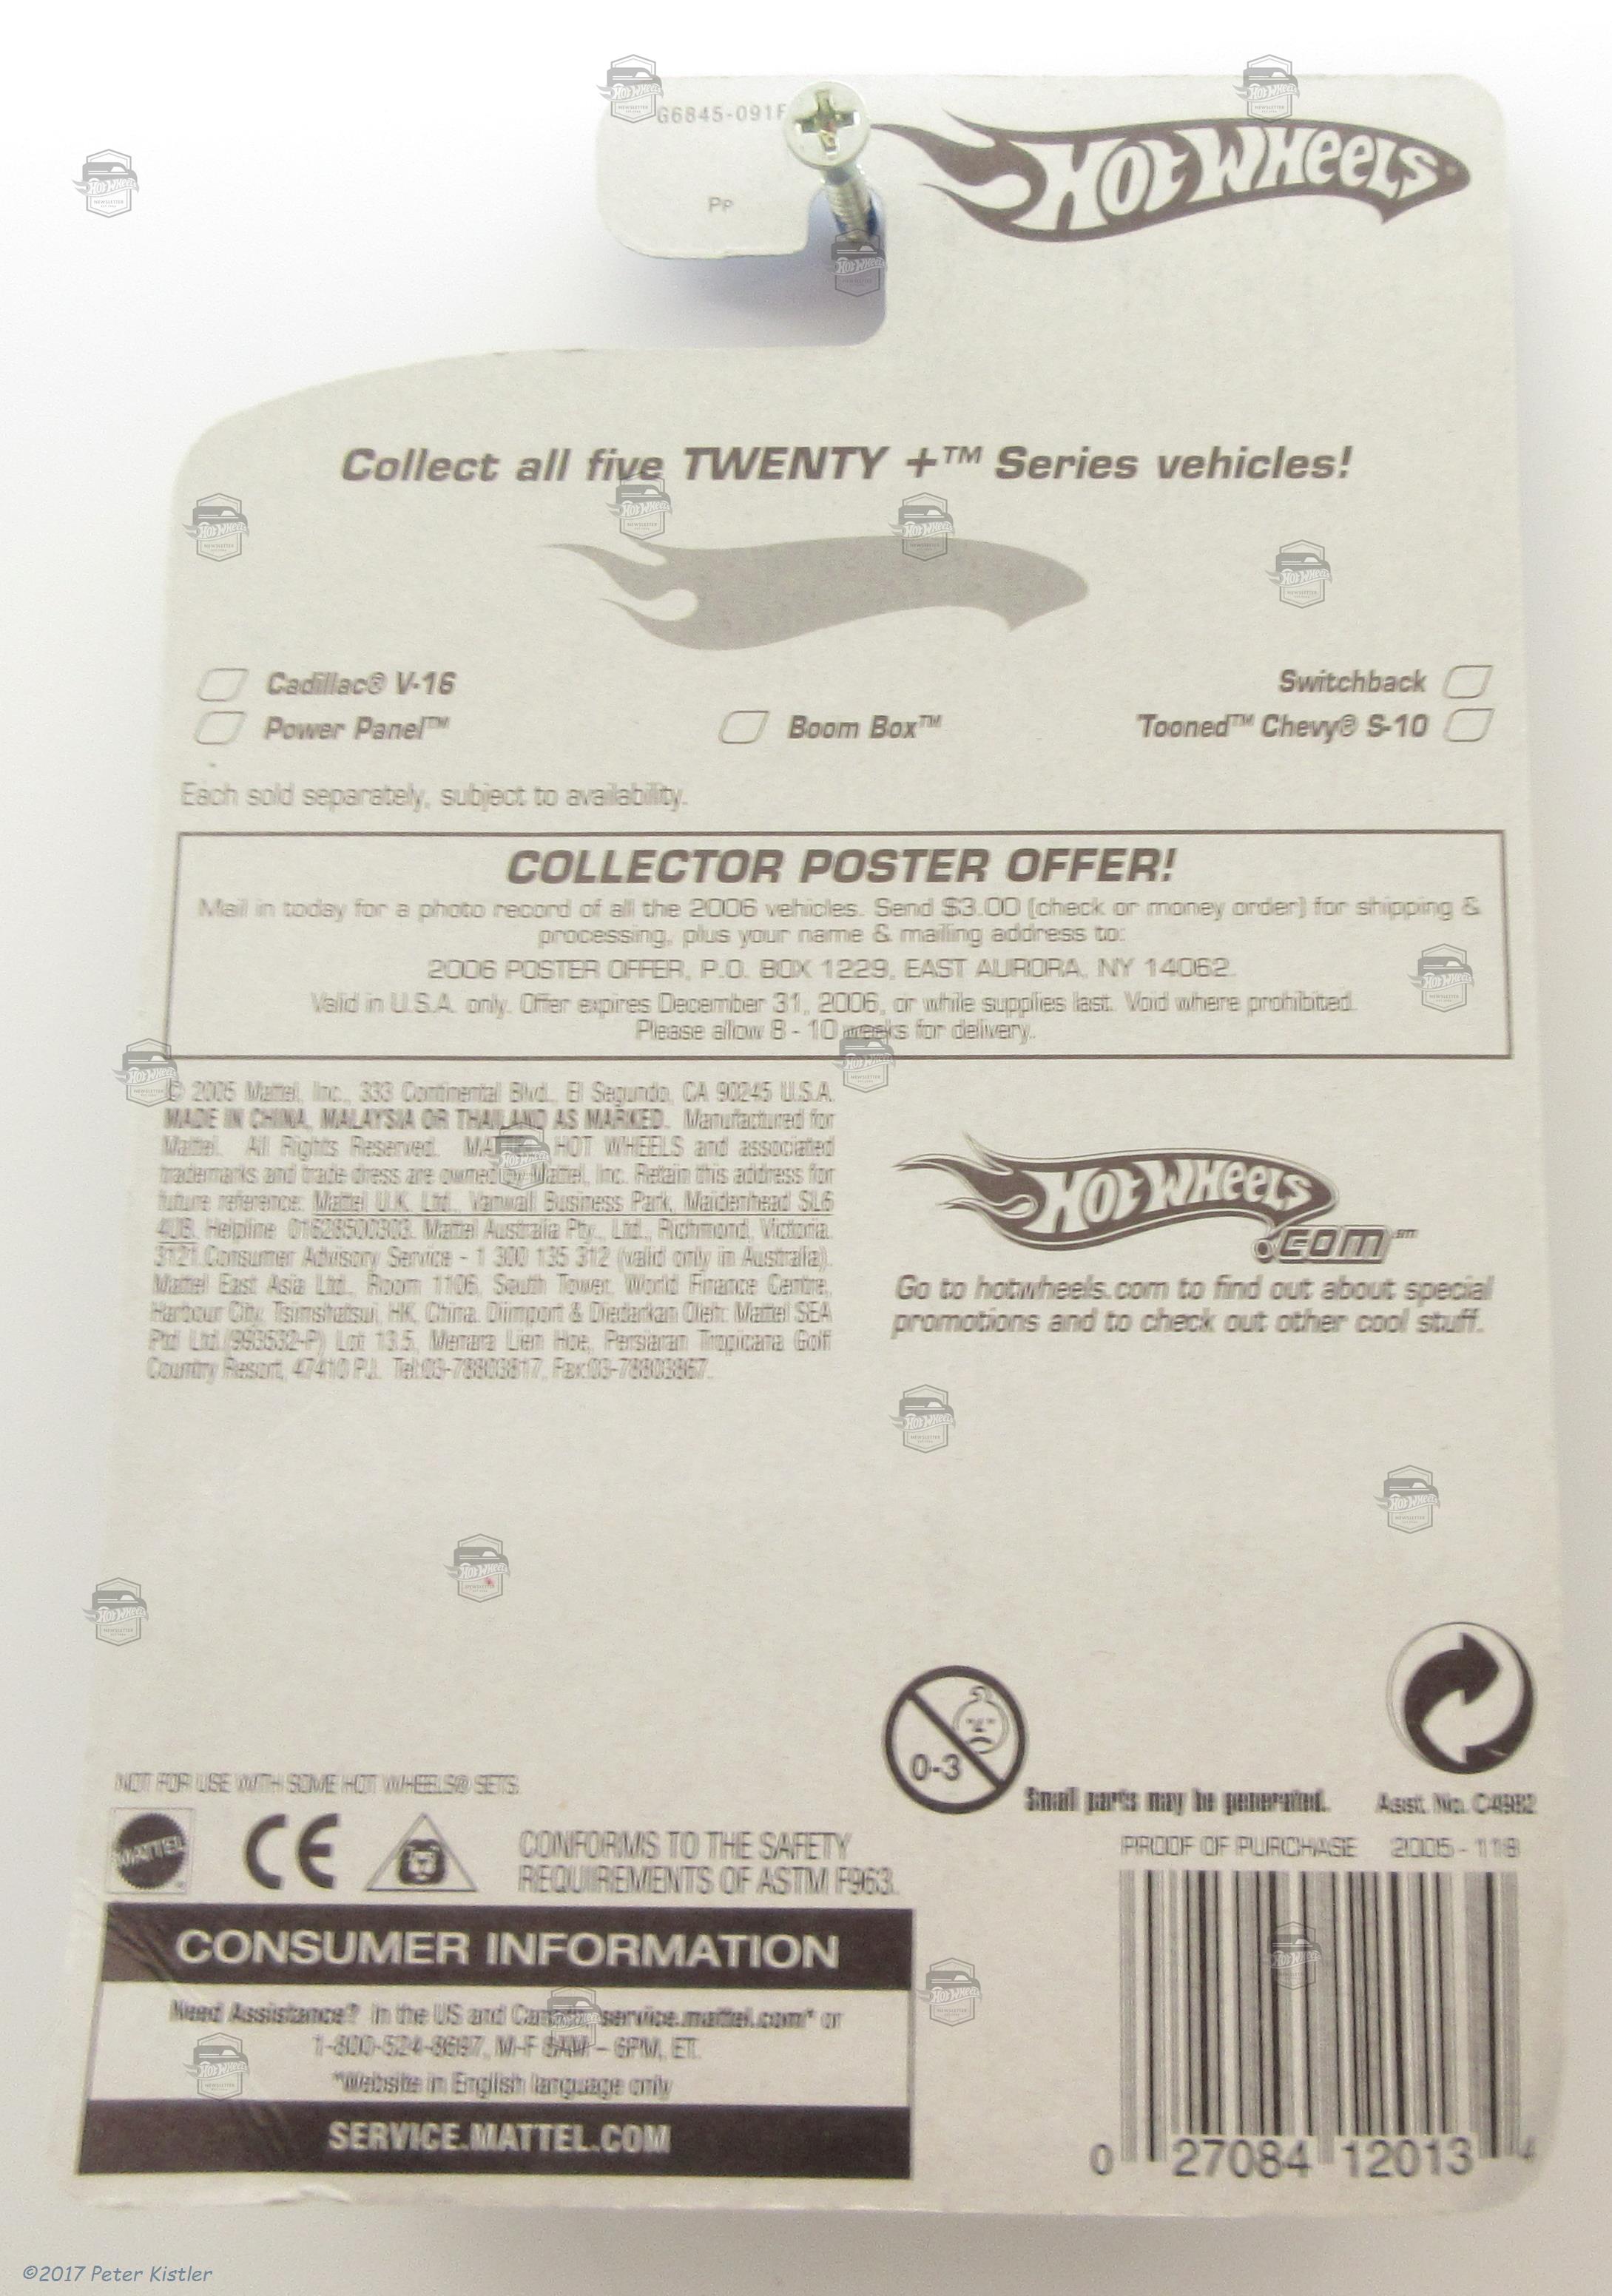 G6845-091F
PP
HOT WHEELS
Collect all five TWENTY +™ Series vehicles!
Cadillac® V-16
Switchback
Power Panel™
Boom Box™
'Tooned™ Chevy® S-10
Each sold separately, subject to availability.
COLLECTOR POSTER OFFER!
Mail in today for a photo record of all the 2006 vehicles. Send $3.00 (check or money order) for shipping &
processing, plus your name & mailing address to:
2006 POSTER OFFER, P.O. BOX 1229, EAST AURORA, NY 14062.
Valid in U.S.A. only. Offer expires December 31, 2006, or while supplies last. Void where prohibited.
Please allow 8 - 10 weeks for delivery.
© 2005 Mattel, Inc., 333 Continental Blvd., El Segundo, CA 90245 U.S.A.
MADE IN CHINA, MALAYSIA OR THAILAND AS MARKED. Manufactured for
Mattel. All Rights Reserved. HOT WHEELS and associated
trademarks and trade dress are owned by Mattel, Inc. Retain this address for
future reference: Mattel U.K. Ltd., Vanwall Business Park, Maidenhead SL6
4UB. Helpline 01628500303. Mattel Australia Pty., Ltd., Richmond, Victoria.
3121.Consumer Advisory Service - 1 300 135 312 (valid only in Australia).
Mattel East Asia Ltd., Room 1106, South Tower, World Finance Centre,
Harbour City, Tsimshatsui, HK, China. Diimport & Diedarkan Oleh: Mattel SEA
Ptd Ltd.(993532-P) Lot 13.5, Menara Lien Hoe, Persiaran Tropicana Golf
Country Resort, 47410 PJ. Tel:03-78803817, Fax:03-78803867.
HOT WHEELS
.com℠
Go to hotwheels.com to find out about special
promotions and to check out other cool stuff.
0-3
NOT FOR USE WITH SOME HOT WHEELS® SETS.
Small parts may be generated.
Asst. No. C4982
MATTEL
CE
CONFORMS TO THE SAFETY
REQUIREMENTS OF ASTM F963.
PROOF OF PURCHASE 2005 - 118
CONSUMER INFORMATION
Need Assistance? In the US and Canada, service.mattel.com* or
1-800-524-8697, M-F 8AM – 6PM, ET.
*Website in English language only
SERVICE.MATTEL.COM
0 27084 12013 4
©2017 Peter Kistler